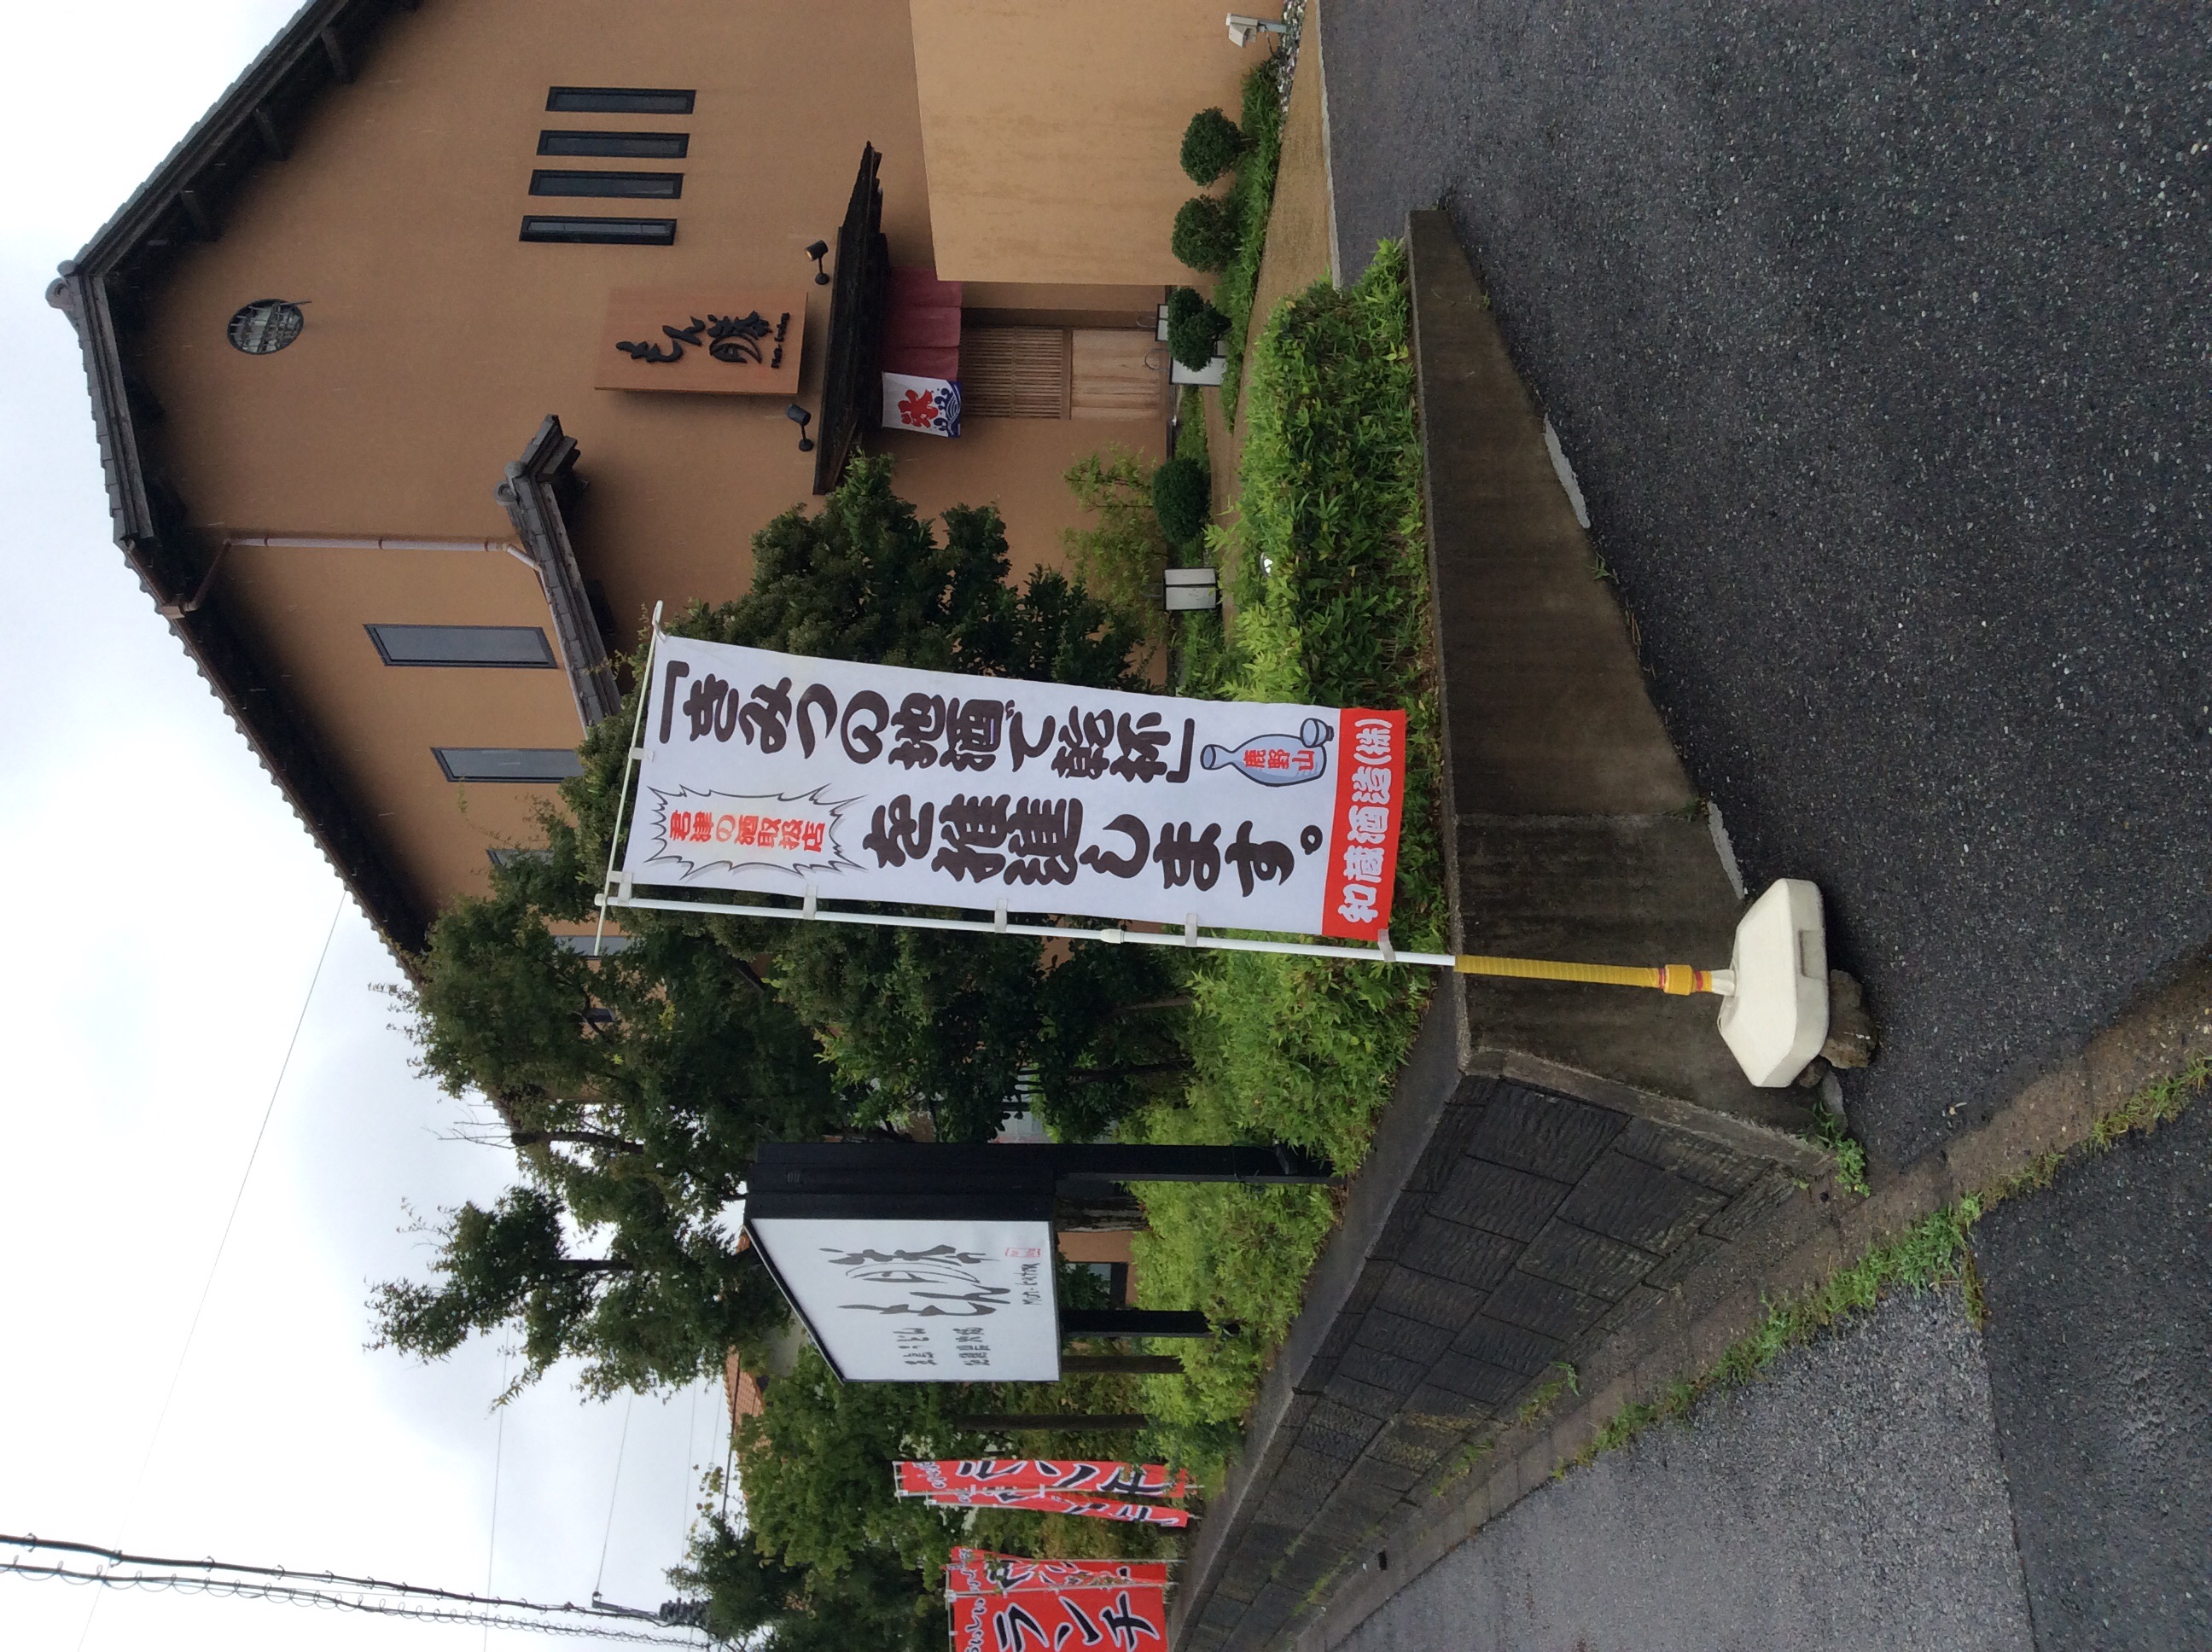 「きみつの地酒で乾杯」
を推進します。
君津の酒取扱店
鹿野山
和蔵酒造(株)
とん勝
氷
とん勝
ランチ